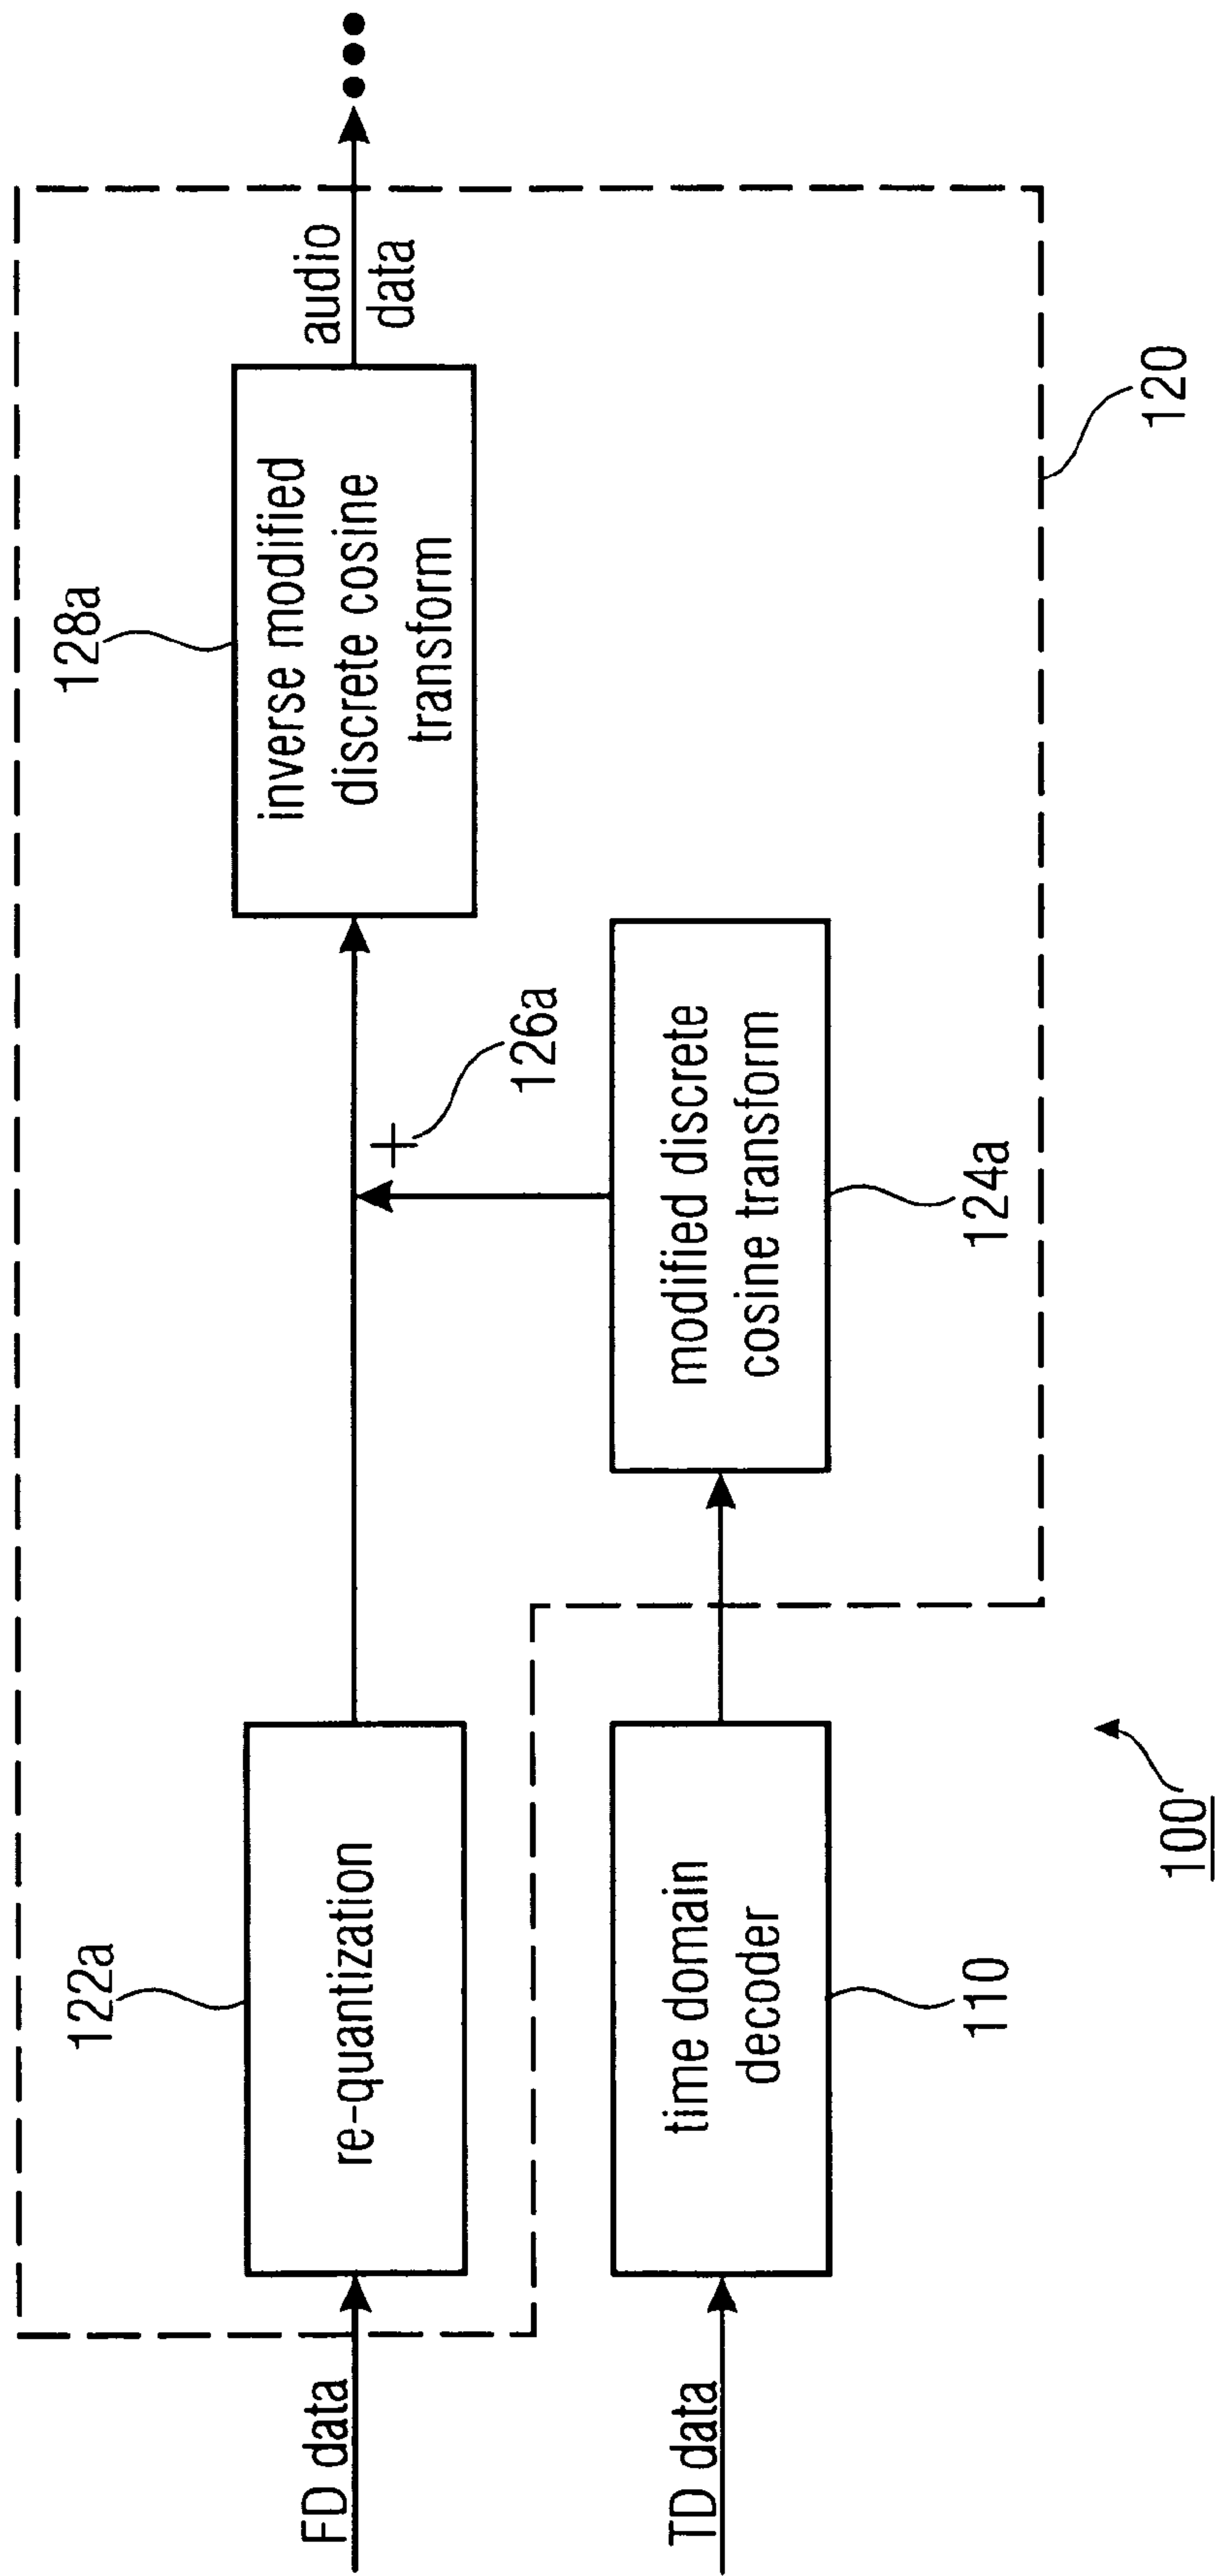 122a
128a
FD data
re-quantization
inverse modified
discrete cosine
transform
audio
data
+
126a
TD data
time domain
decoder
modified discrete
cosine transform
110
124a
120
100